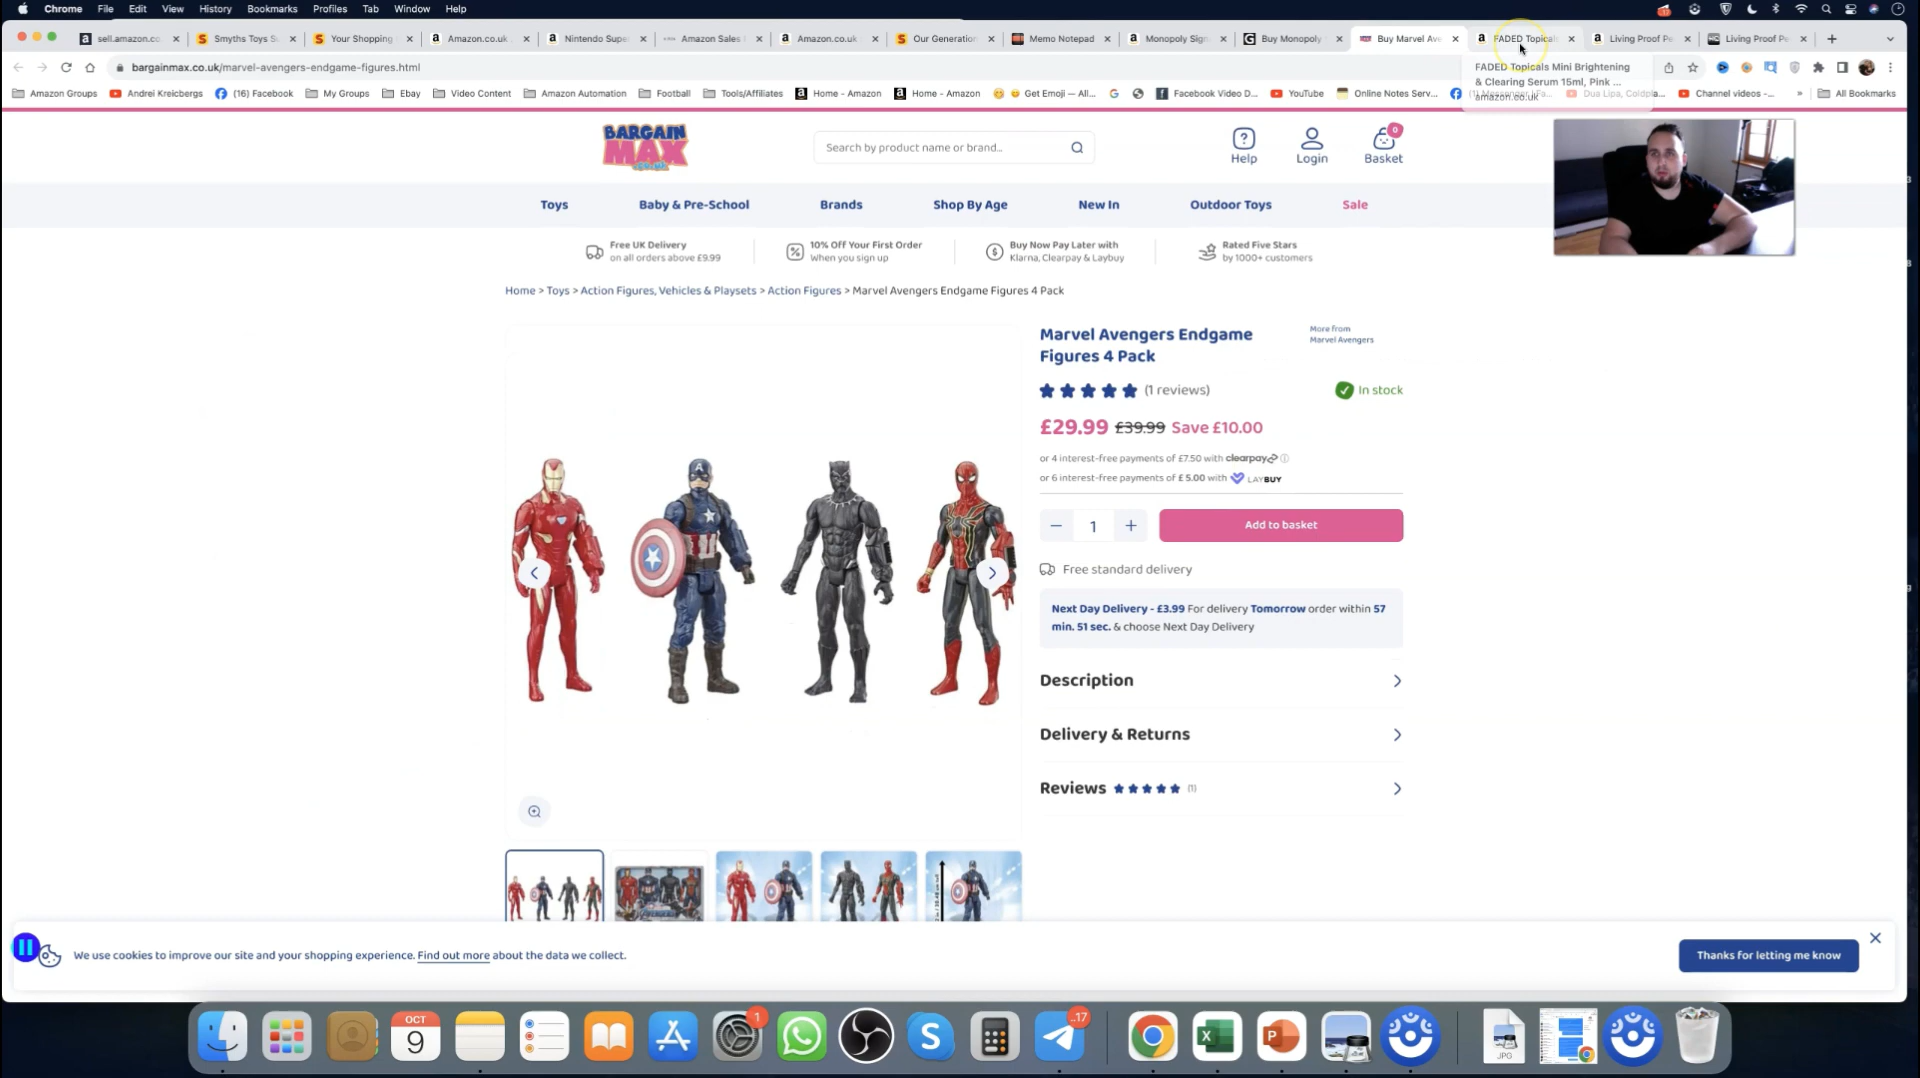 Chrome File Edit View History Bookmarks Profiles Tab Window Help
sell.amazon.co. Smyths Toys S Your Shopping Amazon.co.uk Nintendo Supe Amazon Sales Amazon.co.uk Our Generation Memo Notepad Monopoly Sign Buy Monopoly Buy Marvel Ave FADED Topical Living Proof Pe Living Proof Pe
bargainmax.co.uk/marvel-avengers-endgame-figures.html
FADED Topicals Mini Brightening
& Clearing Serum 15ml, Pink ...
amazon.co.uk
Amazon Groups Andrei Kreicbergs (16) Facebook My Groups Ebay Video Content Amazon Automation Football Tools/Affiliates Home - Amazon Home - Amazon Get Emoji — All... Facebook Video D... YouTube Online Notes Serv... Dua Lipa, Coldpla... Channel videos -... » All Bookmarks
BARGAIN
MAX
.CO.UK
Search by product name or brand...
Help Login Basket 0
Toys Baby & Pre-School Brands Shop By Age New In Outdoor Toys Sale
Free UK Delivery
on all orders above £9.99
10% Off Your First Order
When you sign up
Buy Now Pay Later with
Klarna, Clearpay & Laybuy
Rated Five Stars
by 1000+ customers
Home > Toys > Action Figures, Vehicles & Playsets > Action Figures > Marvel Avengers Endgame Figures 4 Pack
Marvel Avengers Endgame
Figures 4 Pack
More from
Marvel Avengers
(1 reviews)
In stock
£29.99 £39.99 Save £10.00
or 4 interest-free payments of £7.50 with clearpay
or 6 interest-free payments of £ 5.00 with LAYBUY
1
Add to basket
Free standard delivery
Next Day Delivery - £3.99 For delivery Tomorrow order within 57
min. 51 sec. & choose Next Day Delivery
Description
Delivery & Returns
Reviews (1)
We use cookies to improve our site and your shopping experience. Find out more about the data we collect.
Thanks for letting me know
OCT
9
1
17
JPG